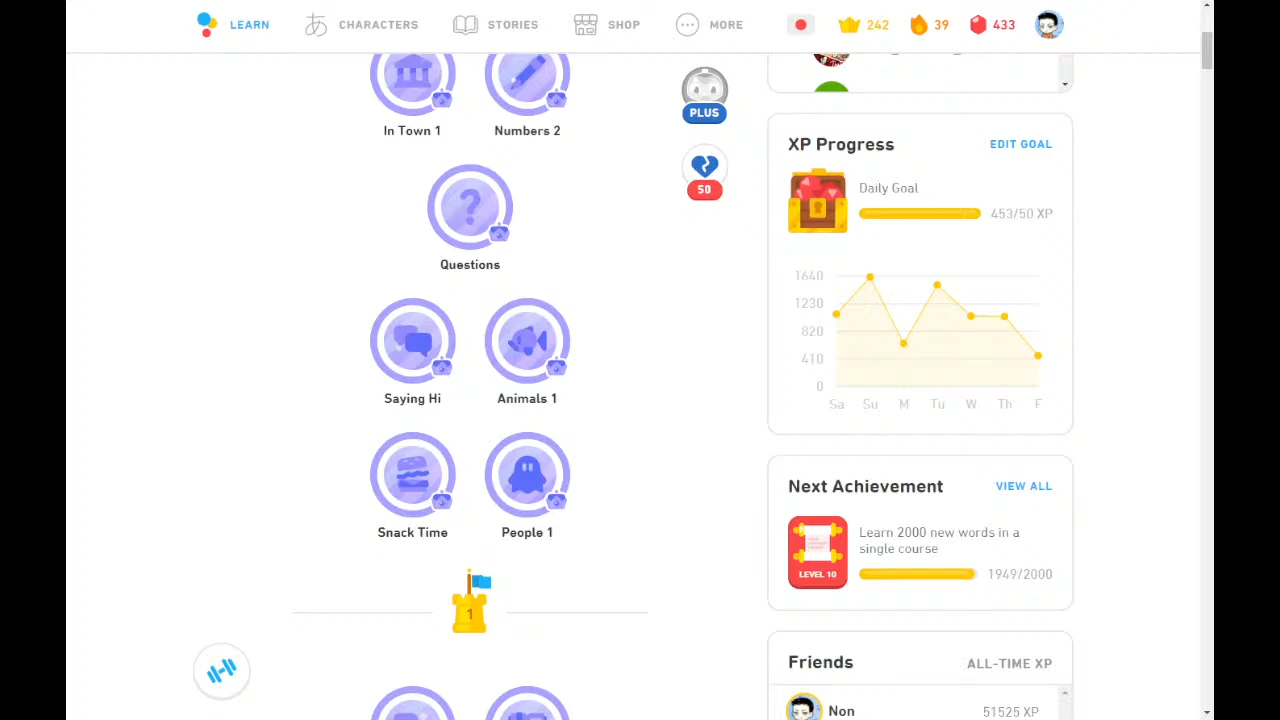 LEARN
あ CHARACTERS
STORIES
SHOP
MORE
242
39
433
In Town 1
Numbers 2
PLUS
50
?
Questions
Saying Hi
Animals 1
Snack Time
People 1
1
XP Progress
EDIT GOAL
Daily Goal
453/50 XP
1640
1230
820
410
0
Sa Su M Tu W Th F
Next Achievement
VIEW ALL
Learn 2000 new words in a
single course
LEVEL 10
1949/2000
Friends
ALL-TIME XP
Non
51525 XP